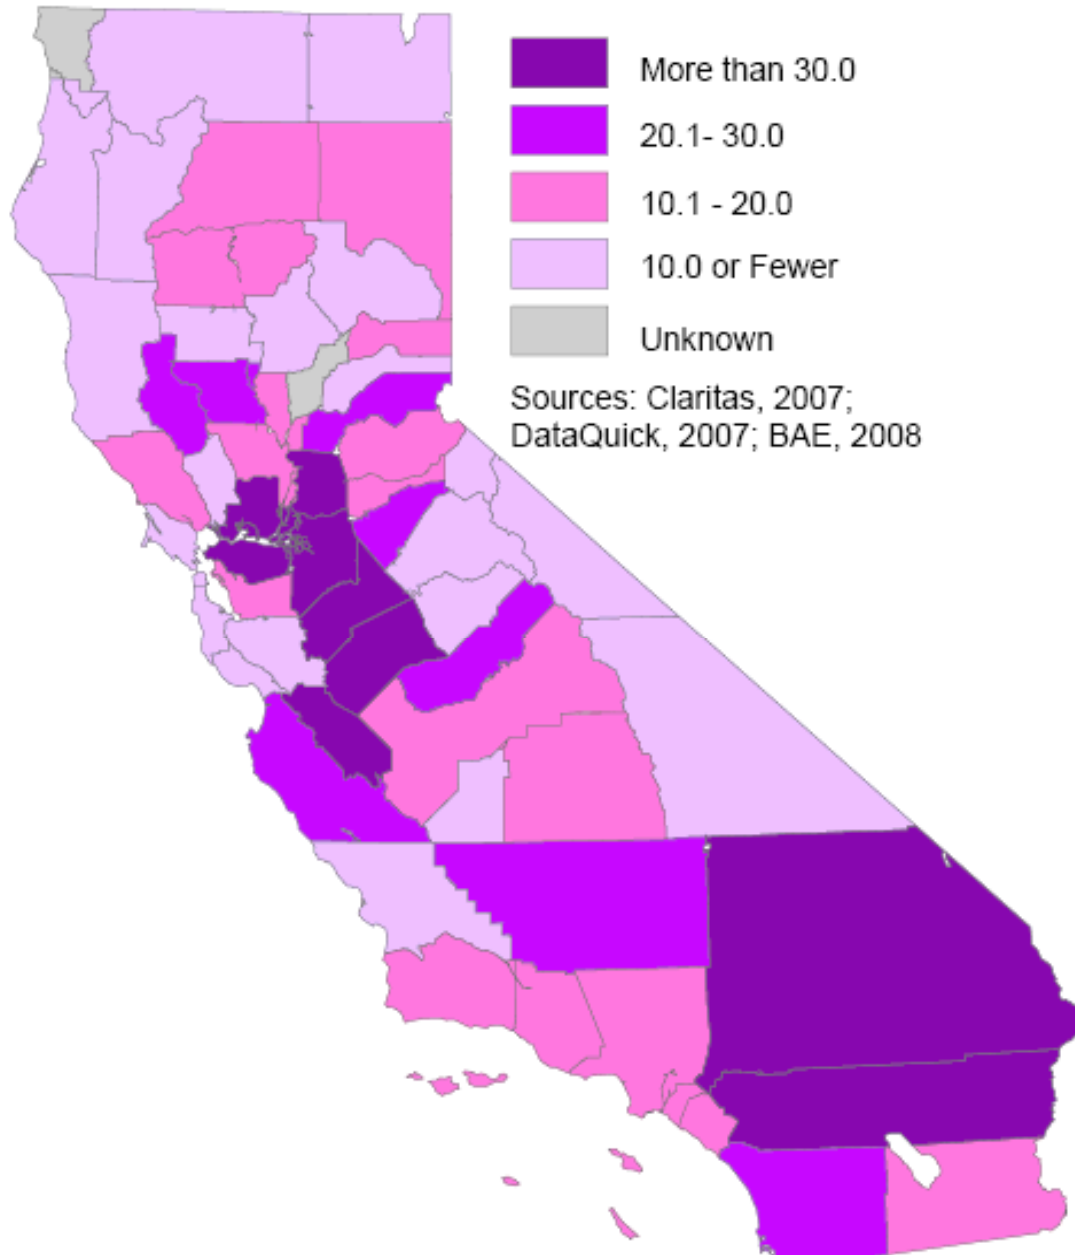 More than 30.0
20.1- 30.0
10.1 - 20.0
10.0 or Fewer
Unknown
Sources: Claritas, 2007;
DataQuick, 2007; BAE, 2008